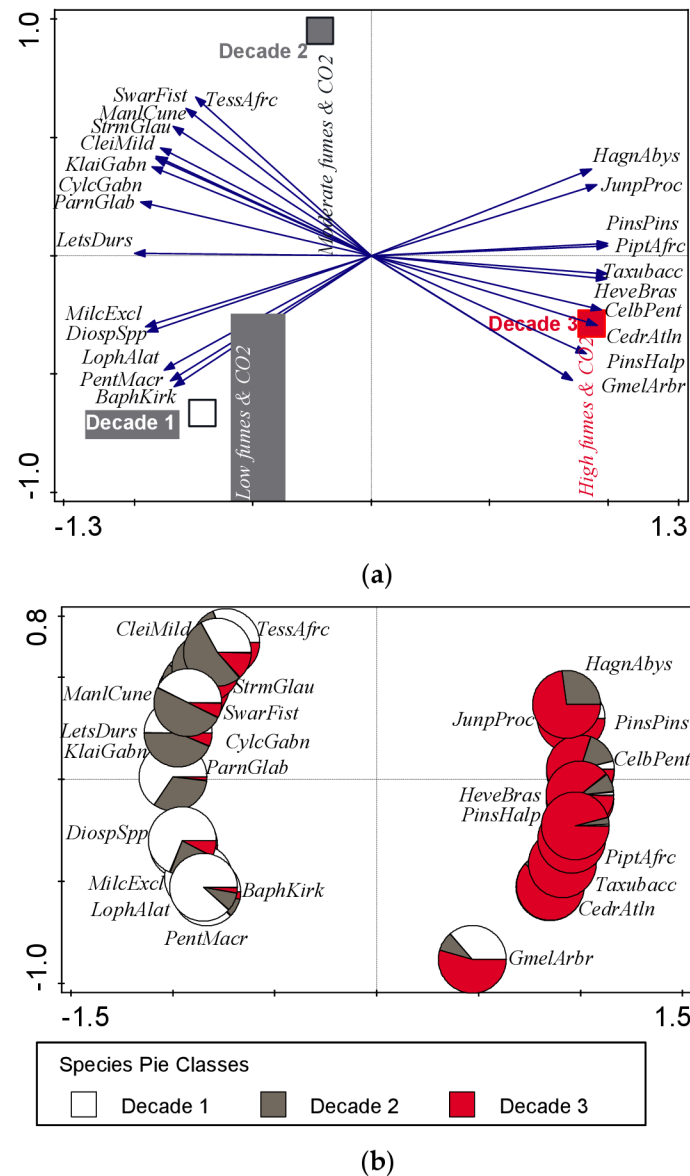 1.0
Decade 2
Moderate fumes & CO2
SwarFist
TessAfrc
ManlCune
StrmGlau
CleiMild
KlaiGabn
CylcGabn
ParnGlab
LetsDurs
MilcExcl
DiospSpp
LophAlat
PentMacr
BaphKirk
Decade 1
Low fumes & CO2
HagnAbys
JunpProc
PinsPins
PiptAfrc
Taxubacc
HeveBras
CelbPent
Decade 3
CedrAtln
PinsHalp
GmelArbr
High fumes & CO2
-1.0
-1.3
1.3
(a)
0.8
CleiMild
TessAfrc
StrmGlau
ManlCune
SwarFist
LetsDurs
KlaiGabn
CylcGabn
ParnGlab
DiospSpp
MilcExcl
BaphKirk
LophAlat
PentMacr
HagnAbys
JunpProc
PinsPins
CelbPent
HeveBras
PinsHalp
PiptAfrc
Taxubacc
CedrAtln
GmelArbr
-1.0
-1.5
1.5
Species Pie Classes
Decade 1 Decade 2 Decade 3
(b)